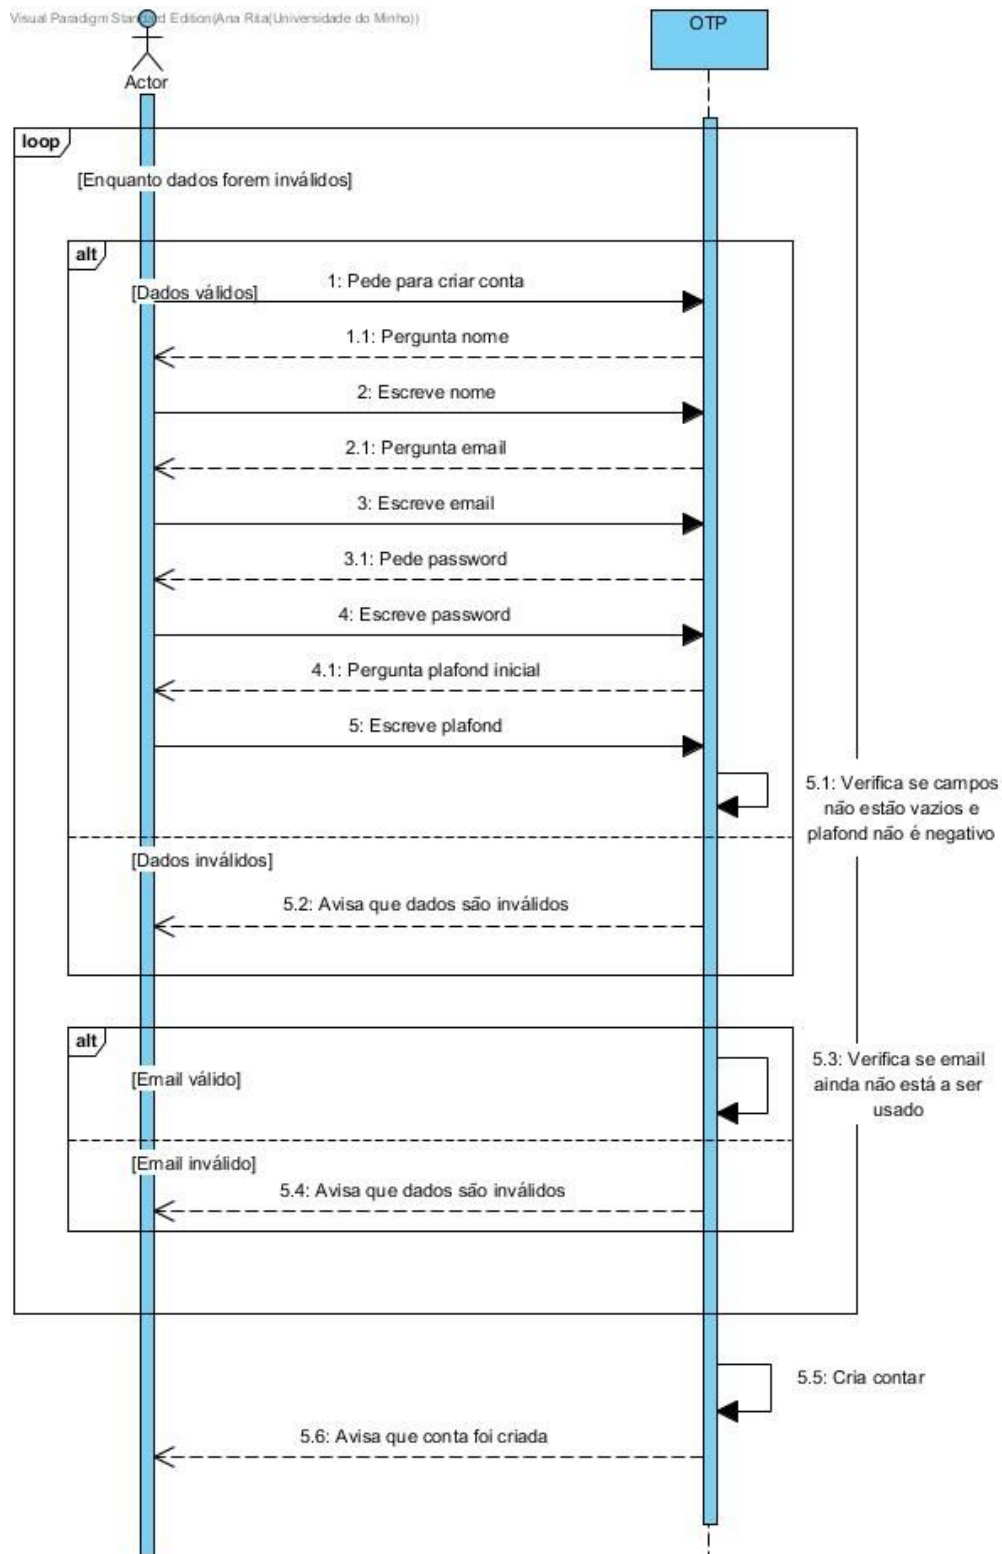 Visual Paradigm Standard Edition(Ana Rita(Universidade do Minho))
OTP
Actor
loop
[Enquanto dados forem inválidos]
alt
1: Pede para criar conta
[Dados válidos]
1.1: Pergunta nome
2: Escreve nome
2.1: Pergunta email
3: Escreve email
3.1: Pede password
4: Escreve password
4.1: Pergunta plafond inicial
5: Escreve plafond
5.1: Verifica se campos
não estão vazios e
plafond não é negativo
[Dados inválidos]
5.2: Avisa que dados são inválidos
alt
[Email válido]
5.3: Verifica se email
ainda não está a ser
usado
[Email inválido]
5.4: Avisa que dados são inválidos
5.5: Cria contar
5.6: Avisa que conta foi criada